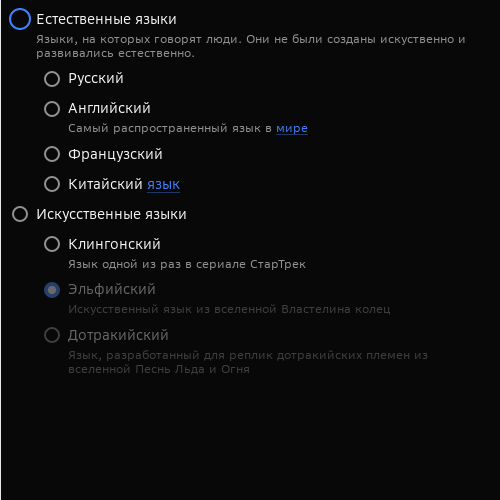 Естественные языки
Языки, на которых говорят люди. Они не были созданы искуственно и
развивались естественно.
Русский
Английский
Самый распространенный язык в мире
Французский
Китайский язык
Искусственные языки
Клингонский
Язык одной из раз в сериале СтарТрек
Эльфийский
Искусственный язык из вселенной Властелина колец
Дотракийский
Язык, разработанный для реплик дотракийских племен из
вселенной Песнь Льда и Огня